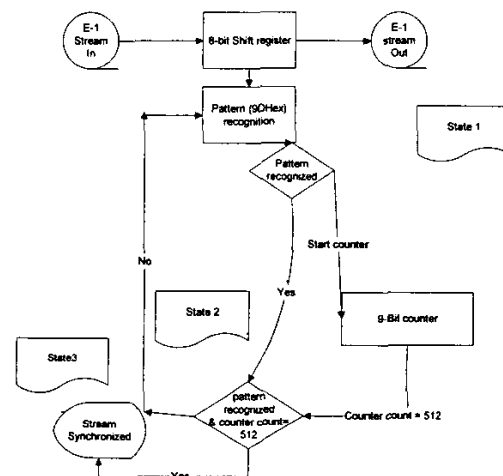 E-1
Stream
In
8-bit Shift register
E-1
stream
Out
Pattern (9DHex)
recognition
State 1
Pattern
recognized
Start counter
No
Yes
State 2
9-Bit counter
State3
pattern
recognized
& counter count=
512
Counter count = 512
Stream
Synchronized
Yes